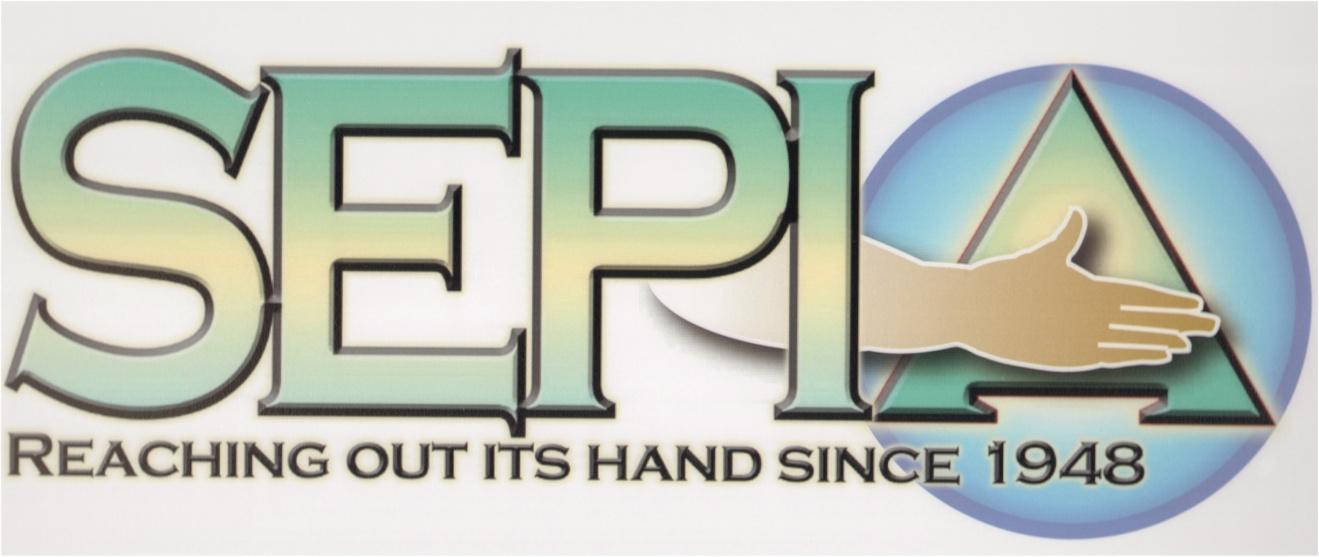 SEPIA
REACHING OUT ITS HAND SINCE 1948